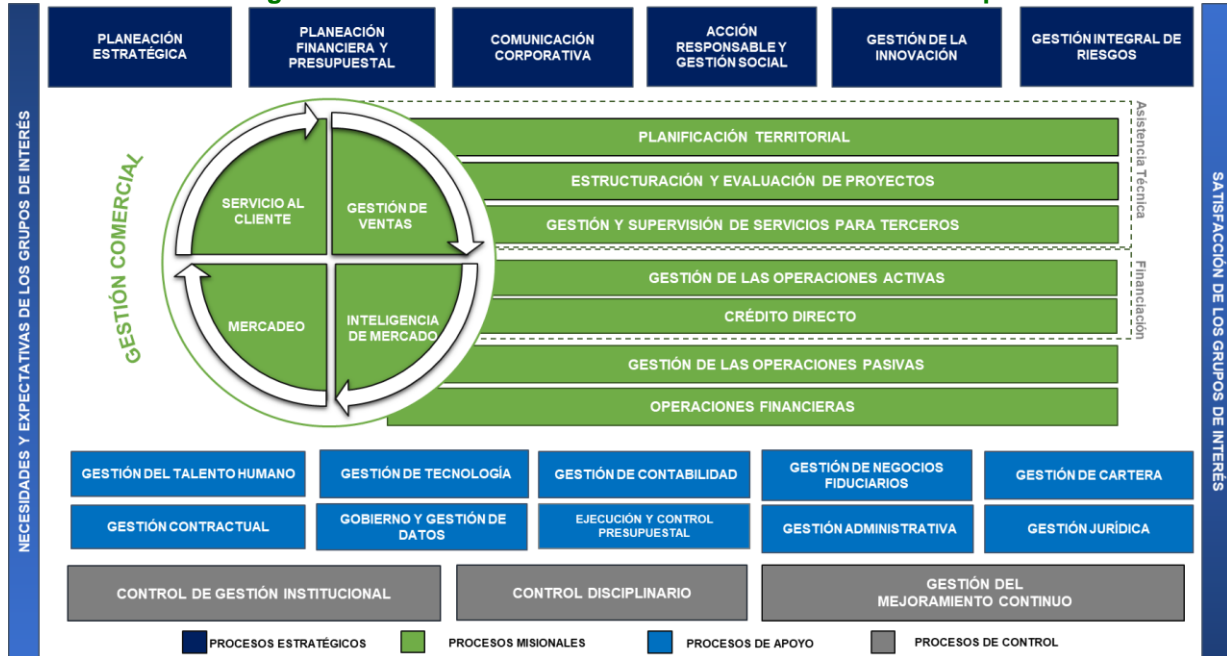 PLANEACIÓN
ESTRATÉGICA
PLANEACIÓN
FINANCIERA Y
PRESUPUESTAL
COMUNICACIÓN
CORPORATIVA
ACCIÓN
RESPONSABLE Y
GESTIÓN SOCIAL
GESTIÓN DE LA
INNOVACIÓN
GESTIÓN INTEGRAL DE
RIESGOS
NECESIDADES Y EXPECTATIVAS DE LOS GRUPOS DE INTERÉS
GESTIÓN COMERCIAL
SERVICIO AL
CLIENTE
GESTIÓN DE
VENTAS
MERCADEO
INTELIGENCIA
DE MERCADO
PLANIFICACIÓN TERRITORIAL
ESTRUCTURACIÓN Y EVALUACIÓN DE PROYECTOS
GESTIÓN Y SUPERVISIÓN DE SERVICIOS PARA TERCEROS
Asistencia Técnica
GESTIÓN DE LAS OPERACIONES ACTIVAS
CRÉDITO DIRECTO
Financiación
GESTIÓN DE LAS OPERACIONES PASIVAS
OPERACIONES FINANCIERAS
SATISFACCIÓN DE LOS GRUPOS DE INTERÉS
GESTIÓN DEL TALENTO HUMANO
GESTIÓN DE TECNOLOGÍA
GESTIÓN DE CONTABILIDAD
GESTIÓN DE NEGOCIOS
FIDUCIARIOS
GESTIÓN DE CARTERA
GESTIÓN CONTRACTUAL
GOBIERNO Y GESTIÓN DE
DATOS
EJECUCIÓN Y CONTROL
PRESUPUESTAL
GESTIÓN ADMINISTRATIVA
GESTIÓN JURÍDICA
CONTROL DE GESTIÓN INSTITUCIONAL
CONTROL DISCIPLINARIO
GESTIÓN DEL
MEJORAMIENTO CONTINUO
PROCESOS ESTRATÉGICOS
PROCESOS MISIONALES
PROCESOS DE APOYO
PROCESOS DE CONTROL